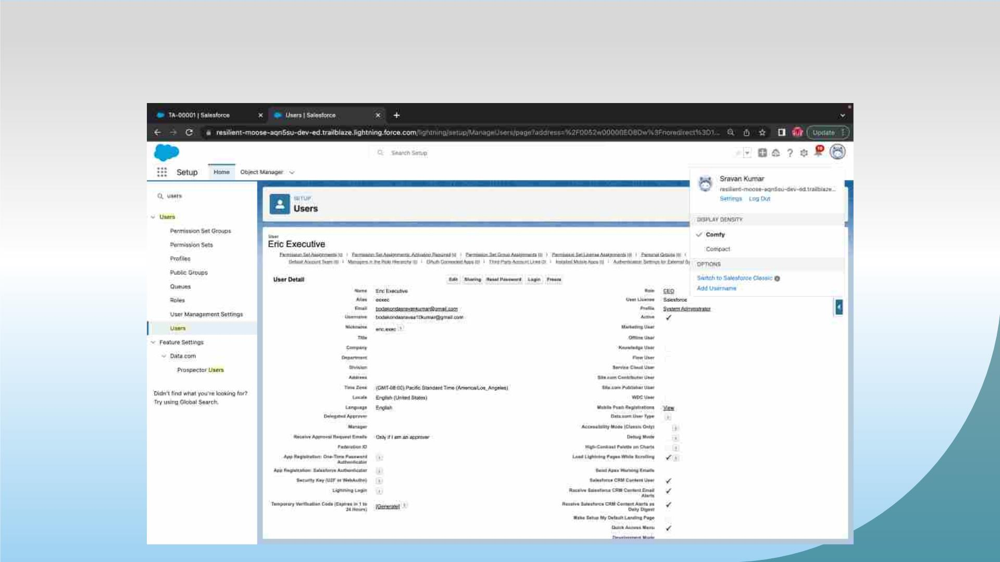 TA-00001 | Salesforce
Users | Salesforce
resilient-moose-aqn5su-dev-ed.trailblaze.lightning.force.com/lightning/setup/ManageUsers/page?address=%2F0052w00000
Update
Search Setup
Setup
Home
Object Manager
users
Users
Permission Set Groups
Permission Sets
Profiles
Public Groups
Queues
Roles
User Management Settings
Users
Feature Settings
Data.com
Prospector Users
Didn't find what you're looking for?
Try using Global Search.
SETUP
Users
User
Eric Executive
Permission Set Assignments [0] | Permission Set Assignments: Activation Required [0] | Permission Set Group Assignments [0] | Permission Set License Assignments [0] | Personal Groups [0] |
Default Account Team [0] | Managers in the Role Hierarchy [0] | OAuth Connected Apps [0] | Third-Party Account Links [0] | Installed Mobile Apps [0] | Authentication Settings for External
User Detail
Edit Sharing Reset Password Login Freeze
Name Eric Executive
Alias eexec
Email
Username
Nickname eric.exec
Title
Company
Department
Division
Address
Time Zone (GMT-08:00) Pacific Standard Time (America/Los_Angeles)
Locale English (United States)
Language English
Delegated Approver
Manager
Receive Approval Request Emails Only if I am an approver
Federation ID
App Registration: One-Time Password
Authenticator
App Registration: Salesforce Authenticator
Security Key (U2F or WebAuthn)
Lightning Login
Temporary Verification Code (Expires in 1 to
24 Hours) [Generate]
Role CEO
User License Salesforce
Profile System Administrator
Active ✓
Marketing User
Offline User
Knowledge User
Flow User
Service Cloud User
Site.com Contributor User
Site.com Publisher User
WDC User
Mobile Push Registrations View
Data.com User Type
Accessibility Mode (Classic Only)
Debug Mode
High-Contrast Palette on Charts
Load Lightning Pages While Scrolling ✓
Send Apex Warning Emails
Salesforce CRM Content User ✓
Receive Salesforce CRM Content Email
Alerts ✓
Receive Salesforce CRM Content Alerts as
Daily Digest ✓
Make Setup My Default Landing Page
Quick Access Menu ✓
Development Mode
Sravan Kumar
resilient-moose-aqn5su-dev-ed.trailblaze...
Settings Log Out
DISPLAY DENSITY
✓ Comfy
Compact
OPTIONS
Switch to Salesforce Classic
Add Username